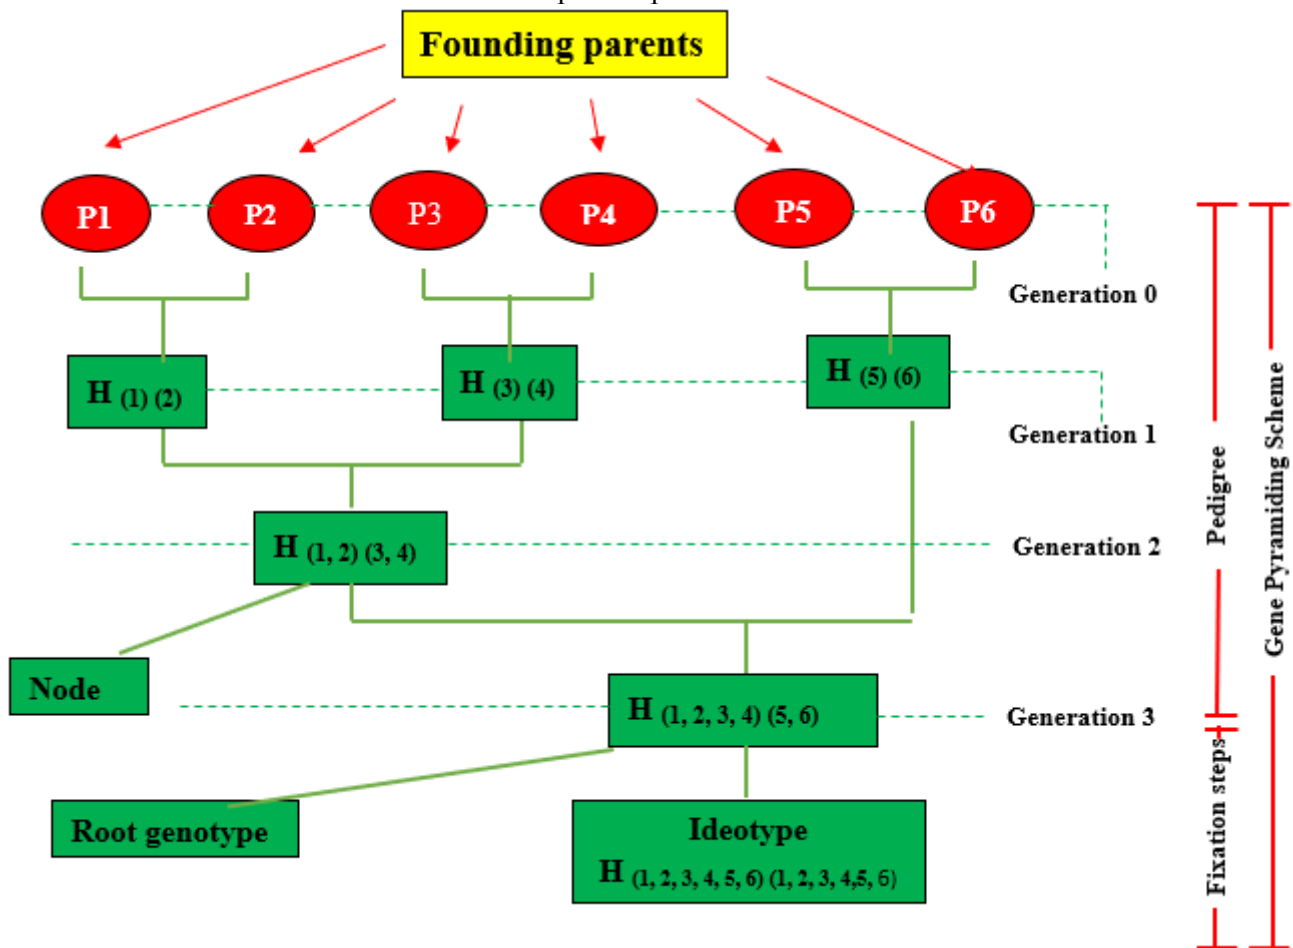 Founding parents
P1
P2
P3
P4
P5
P6
Generation 0
H (1) (2)
H (3) (4)
H (5) (6)
Generation 1
H (1, 2) (3, 4)
Generation 2
Node
H (1, 2, 3, 4) (5, 6)
Generation 3
Root genotype
Ideotype
H (1, 2, 3, 4, 5, 6) (1, 2, 3, 4,5, 6)
Pedigree
Fixation steps
Gene Pyramiding Scheme